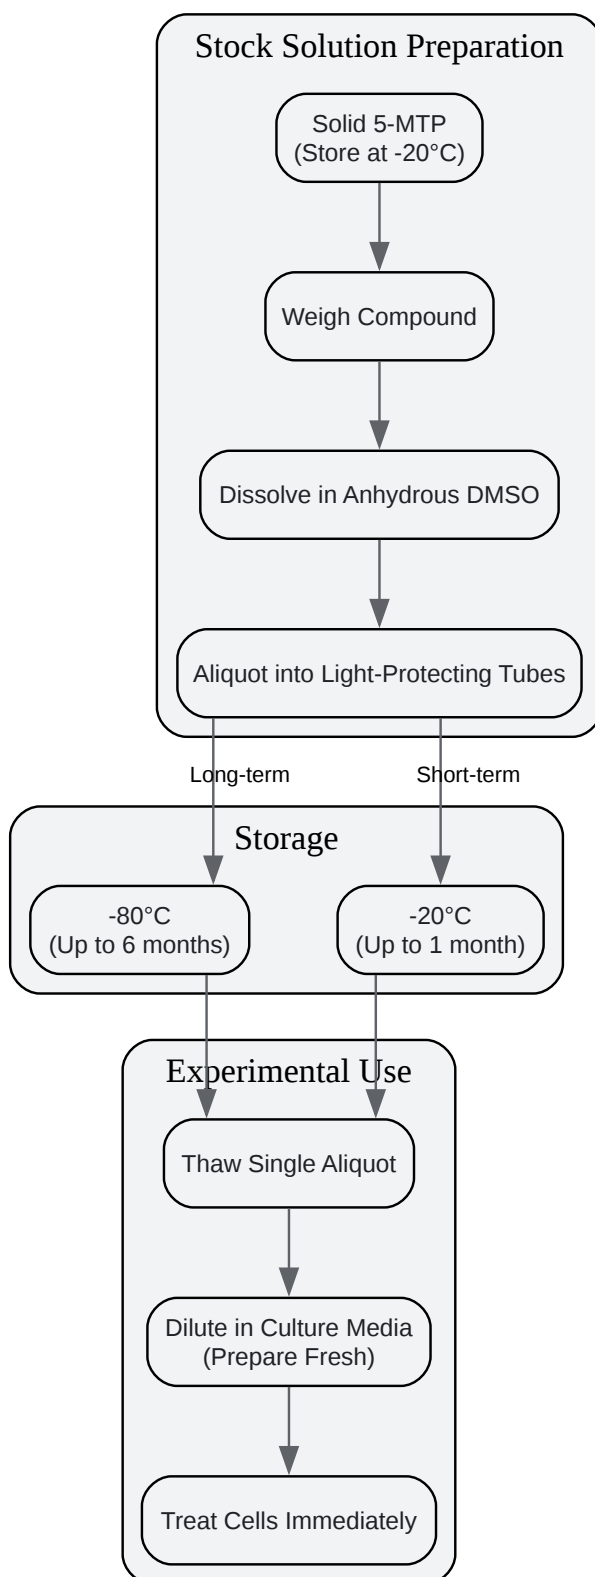 Stock Solution Preparation
Solid 5-MTP
(Store at -20°C)
Weigh Compound
Dissolve in Anhydrous DMSO
Aliquot into Light-Protecting Tubes
Long-term
Short-term
Storage
-80°C
(Up to 6 months)
-20°C
(Up to 1 month)
Experimental Use
Thaw Single Aliquot
Dilute in Culture Media
(Prepare Fresh)
Treat Cells Immediately